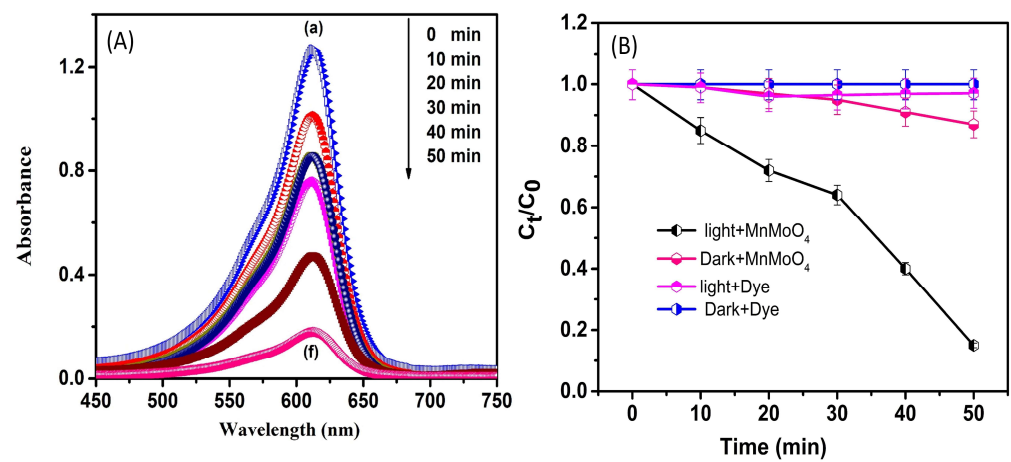 (A)
(a)
0 min
10 min
20 min
30 min
40 min
50 min
(f)
1.2
0.8
0.4
0.0
Absorbance
450 500 550 600 650 700 750
Wavelength (nm)
(B)
1.2
1.0
0.8
0.6
0.4
0.2
0.0
Ct/C0
light+MnMoO4
Dark+MnMoO4
light+Dye
Dark+Dye
0 10 20 30 40 50
Time (min)